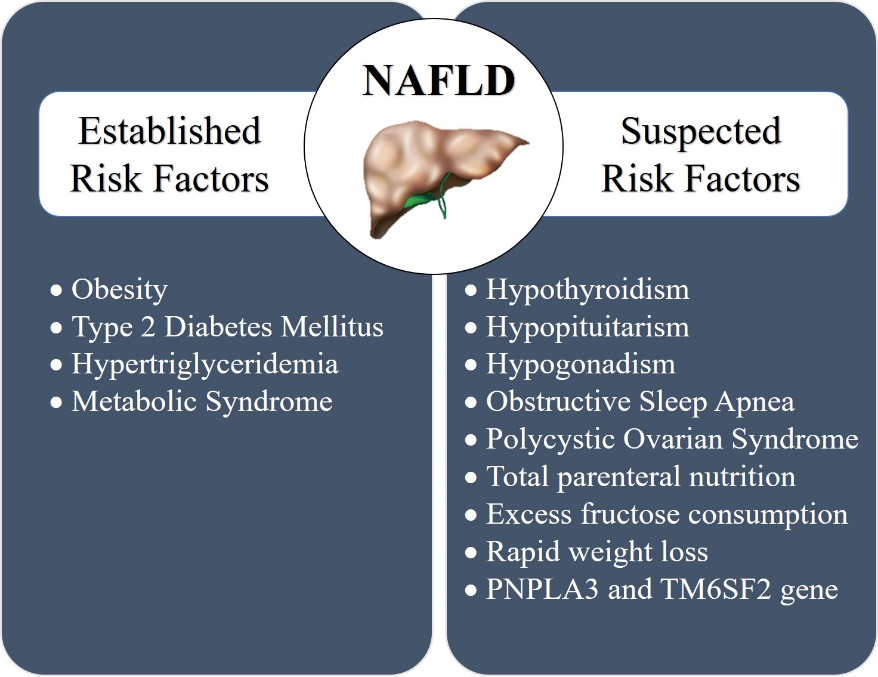 NAFLD
Established
Risk Factors
• Obesity
• Type 2 Diabetes Mellitus
• Hypertriglyceridemia
• Metabolic Syndrome
Suspected
Risk Factors
• Hypothyroidism
• Hypopituitarism
• Hypogonadism
• Obstructive Sleep Apnea
• Polycystic Ovarian Syndrome
• Total parenteral nutrition
• Excess fructose consumption
• Rapid weight loss
• PNPLA3 and TM6SF2 gene